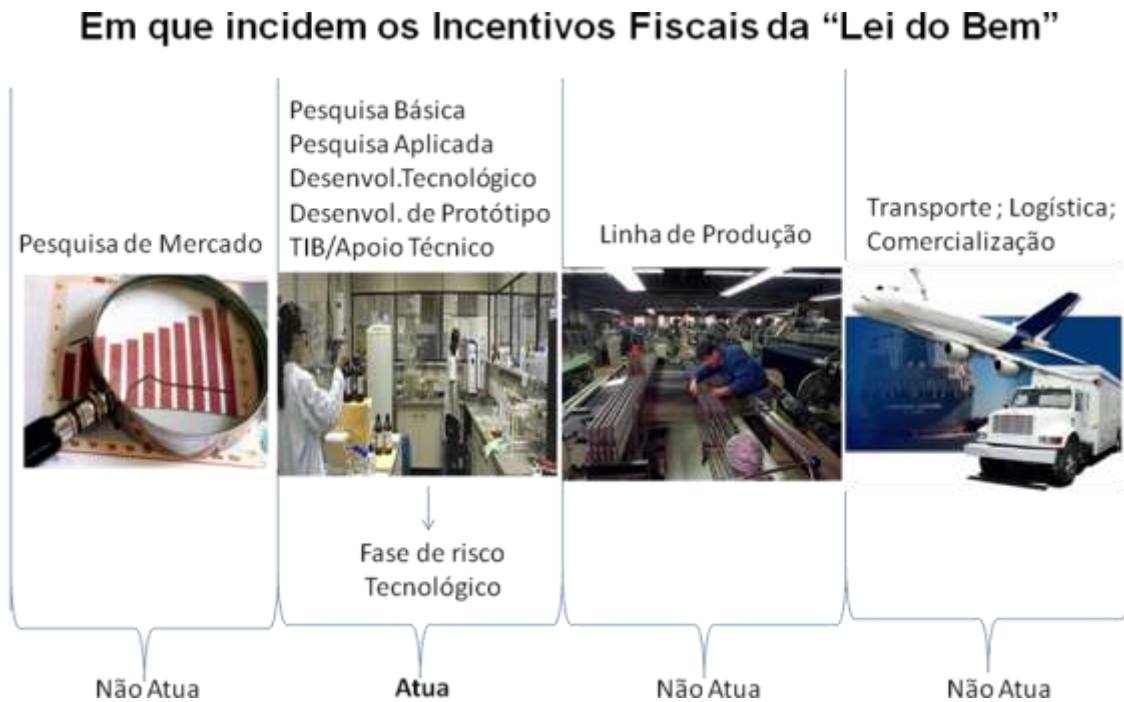 Em que incidem os Incentivos Fiscais da “Lei do Bem”
Pesquisa de Mercado
Pesquisa Básica
Pesquisa Aplicada
Desenvol.Tecnológico
Desenvol. de Protótipo
TIB/Apoio Técnico
Linha de Produção
Transporte ; Logística;
Comercialização
Fase de risco
Tecnológico
Não Atua
Atua
Não Atua
Não Atua